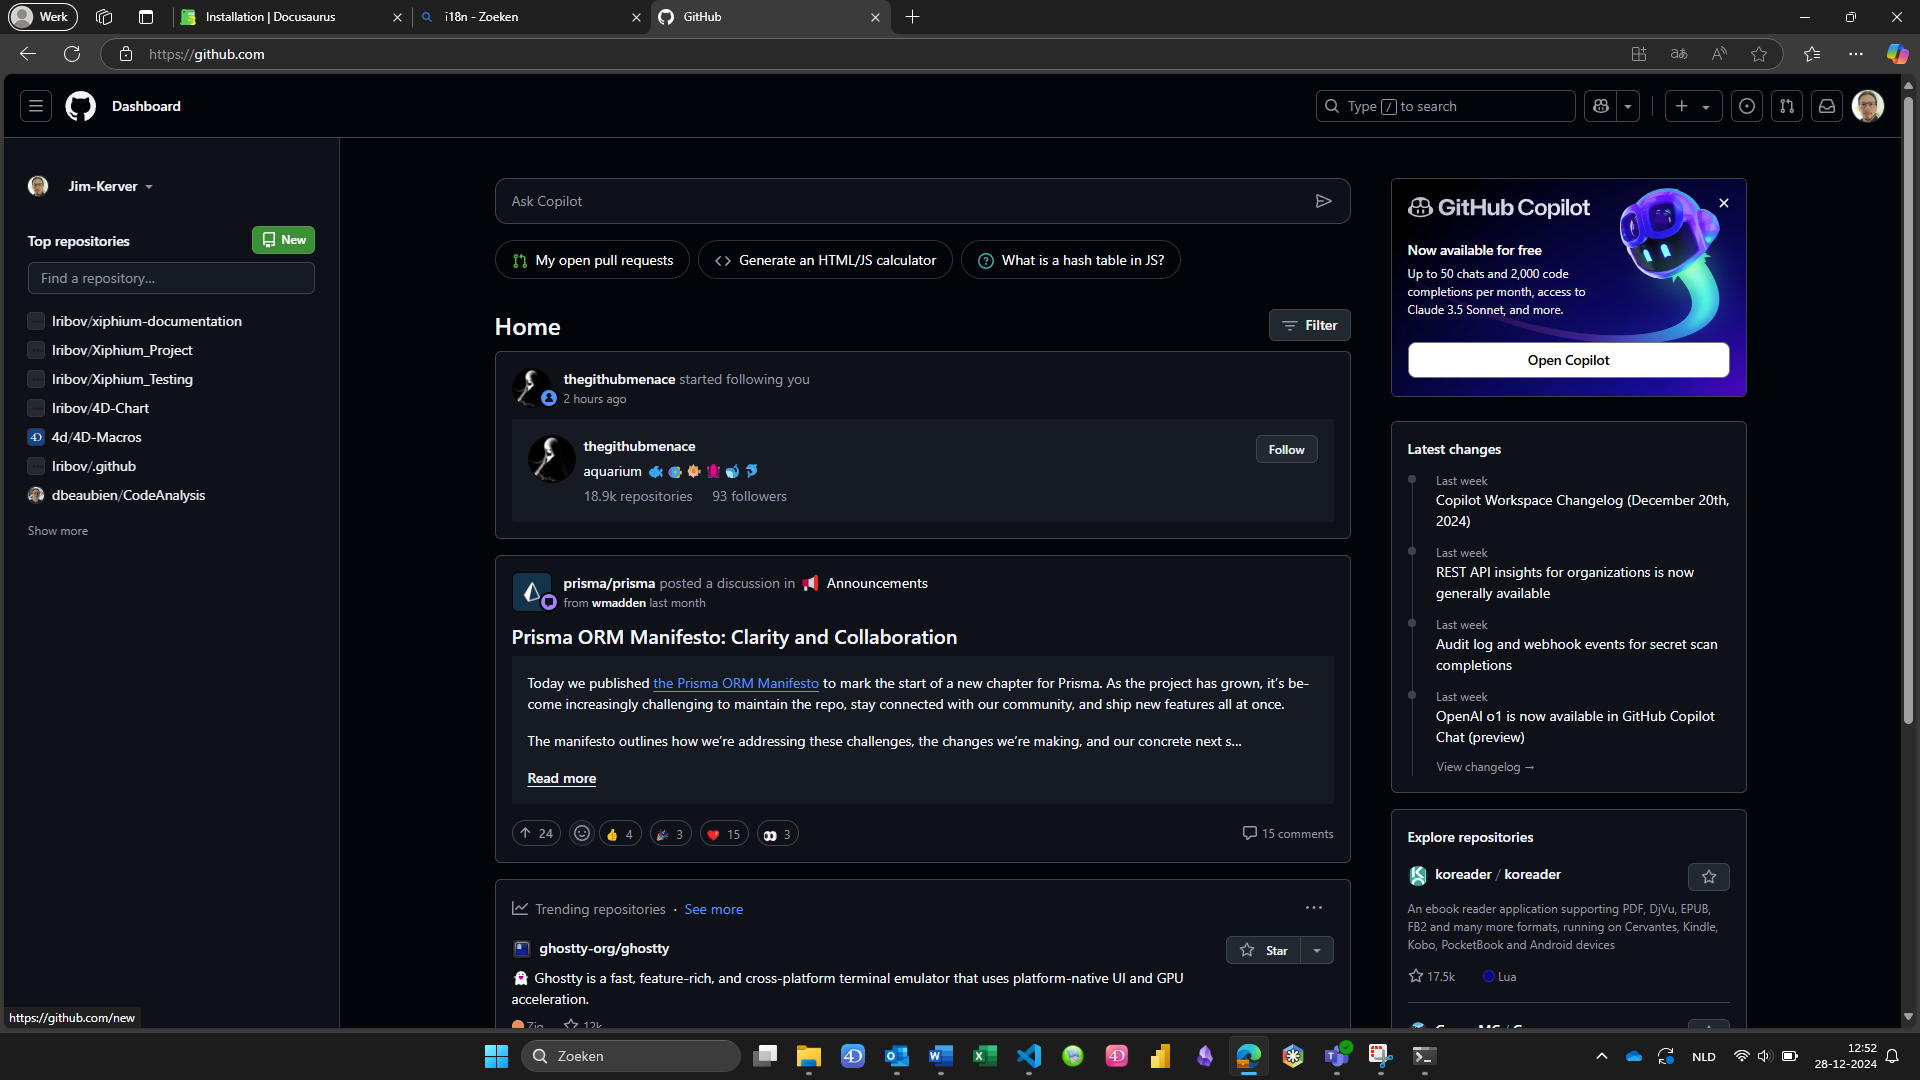 Werk
Installation | Docusaurus
i18n - Zoeken
GitHub
https://github.com
Dashboard
Type / to search
Jim-Kerver
Top repositories
New
Find a repository...
Iribov/xiphium-documentation
Iribov/Xiphium_Project
Iribov/Xiphium_Testing
Iribov/4D-Chart
4d/4D-Macros
Iribov/.github
dbeaubien/CodeAnalysis
Show more
Ask Copilot
My open pull requests
Generate an HTML/JS calculator
What is a hash table in JS?
Home
Filter
thegithubmenace started following you
2 hours ago
thegithubmenace
Follow
aquarium
18.9k repositories 93 followers
prisma/prisma posted a discussion in 📣 Announcements
from wmadden last month
Prisma ORM Manifesto: Clarity and Collaboration
Today we published the Prisma ORM Manifesto to mark the start of a new chapter for Prisma. As the project has grown, it's be-
come increasingly challenging to maintain the repo, stay connected with our community, and ship new features all at once.
The manifesto outlines how we're addressing these challenges, the changes we're making, and our concrete next s...
Read more
24
4
3
15
3
15 comments
Trending repositories · See more
ghostty-org/ghostty
Star
👻 Ghostty is a fast, feature-rich, and cross-platform terminal emulator that uses platform-native UI and GPU
acceleration.
Zig 12k
GitHub Copilot
Now available for free
Up to 50 chats and 2,000 code
completions per month, access to
Claude 3.5 Sonnet, and more.
Open Copilot
Latest changes
Last week
Copilot Workspace Changelog (December 20th,
2024)
Last week
REST API insights for organizations is now
generally available
Last week
Audit log and webhook events for secret scan
completions
Last week
OpenAI o1 is now available in GitHub Copilot
Chat (preview)
View changelog →
Explore repositories
koreader / koreader
An ebook reader application supporting PDF, DjVu, EPUB,
FB2 and many more formats, running on Cervantes, Kindle,
Kobo, PocketBook and Android devices
17.5k Lua
https://github.com/new
Zoeken
NLD
12:52
28-12-2024